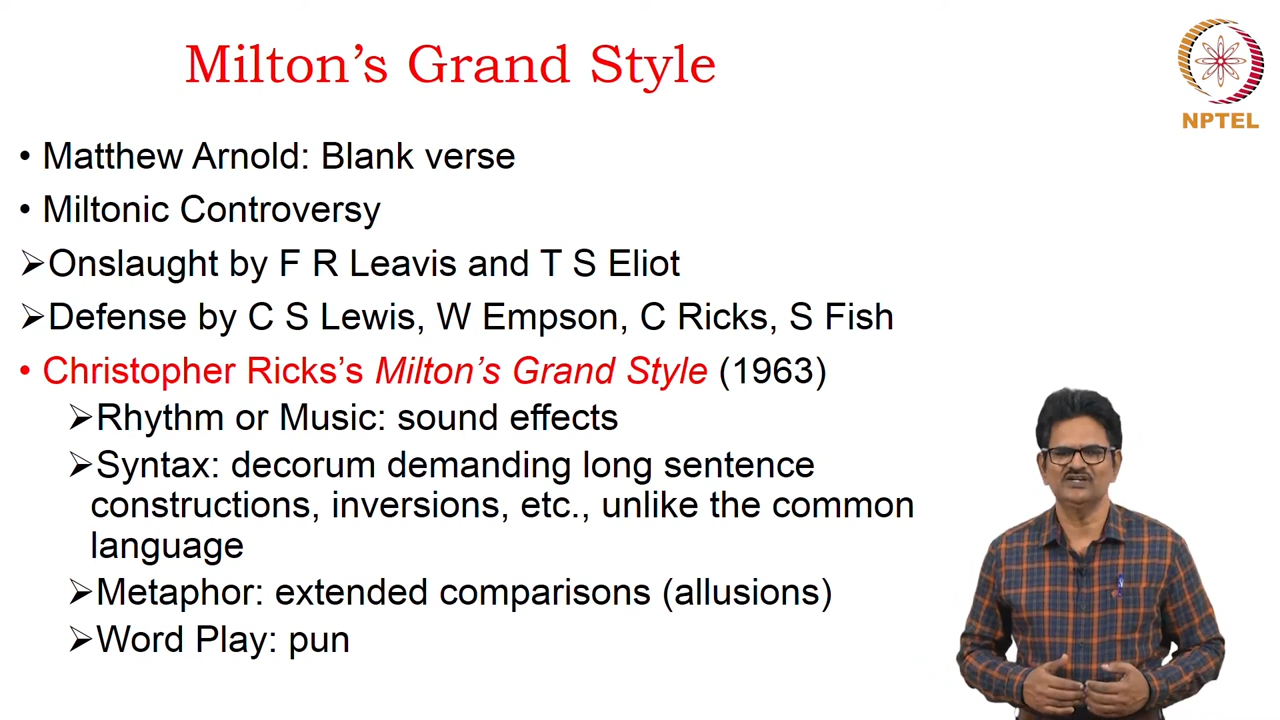 Milton's Grand Style
NPTEL
• Matthew Arnold: Blank verse
• Miltonic Controversy
➢Onslaught by F R Leavis and T S Eliot
➢Defense by C S Lewis, W Empson, C Ricks, S Fish
• Christopher Ricks's Milton's Grand Style (1963)
➢Rhythm or Music: sound effects
➢Syntax: decorum demanding long sentence
constructions, inversions, etc., unlike the common
language
➢Metaphor: extended comparisons (allusions)
➢Word Play: pun